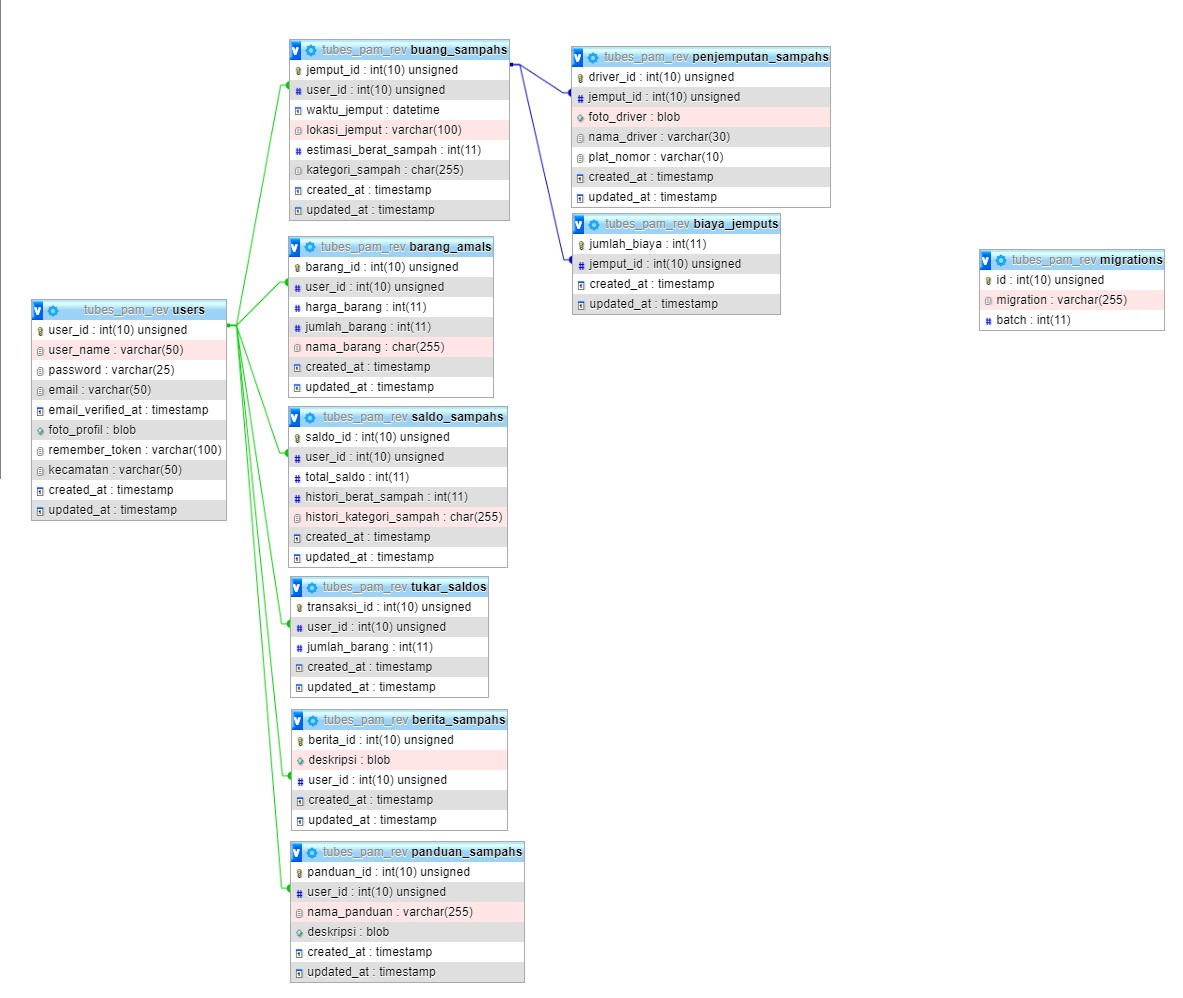 tubes_pam_rev users
user_id : int(10) unsigned
user_name : varchar(50)
password : varchar(25)
email : varchar(50)
email_verified_at : timestamp
foto_profil : blob
remember_token : varchar(100)
kecamatan : varchar(50)
created_at : timestamp
updated_at : timestamp
tubes_pam_rev buang_sampahs
jemput_id : int(10) unsigned
user_id : int(10) unsigned
waktu_jemput : datetime
lokasi_jemput : varchar(100)
estimasi_berat_sampah : int(11)
kategori_sampah : char(255)
created_at : timestamp
updated_at : timestamp
tubes_pam_rev barang_amals
barang_id : int(10) unsigned
user_id : int(10) unsigned
harga_barang : int(11)
jumlah_barang : int(11)
nama_barang : char(255)
created_at : timestamp
updated_at : timestamp
tubes_pam_rev saldo_sampahs
saldo_id : int(10) unsigned
user_id : int(10) unsigned
total_saldo : int(11)
histori_berat_sampah : int(11)
histori_kategori_sampah : char(255)
created_at : timestamp
updated_at : timestamp
tubes_pam_rev tukar_saldos
transaksi_id : int(10) unsigned
user_id : int(10) unsigned
jumlah_barang : int(11)
created_at : timestamp
updated_at : timestamp
tubes_pam_rev berita_sampahs
berita_id : int(10) unsigned
deskripsi : blob
user_id : int(10) unsigned
created_at : timestamp
updated_at : timestamp
tubes_pam_rev panduan_sampahs
panduan_id : int(10) unsigned
user_id : int(10) unsigned
nama_panduan : varchar(255)
deskripsi : blob
created_at : timestamp
updated_at : timestamp
tubes_pam_rev penjemputan_sampahs
driver_id : int(10) unsigned
jemput_id : int(10) unsigned
foto_driver : blob
nama_driver : varchar(30)
plat_nomor : varchar(10)
created_at : timestamp
updated_at : timestamp
tubes_pam_rev biaya_jemputs
jumlah_biaya : int(11)
jemput_id : int(10) unsigned
created_at : timestamp
updated_at : timestamp
tubes_pam_rev migrations
id : int(10) unsigned
migration : varchar(255)
batch : int(11)